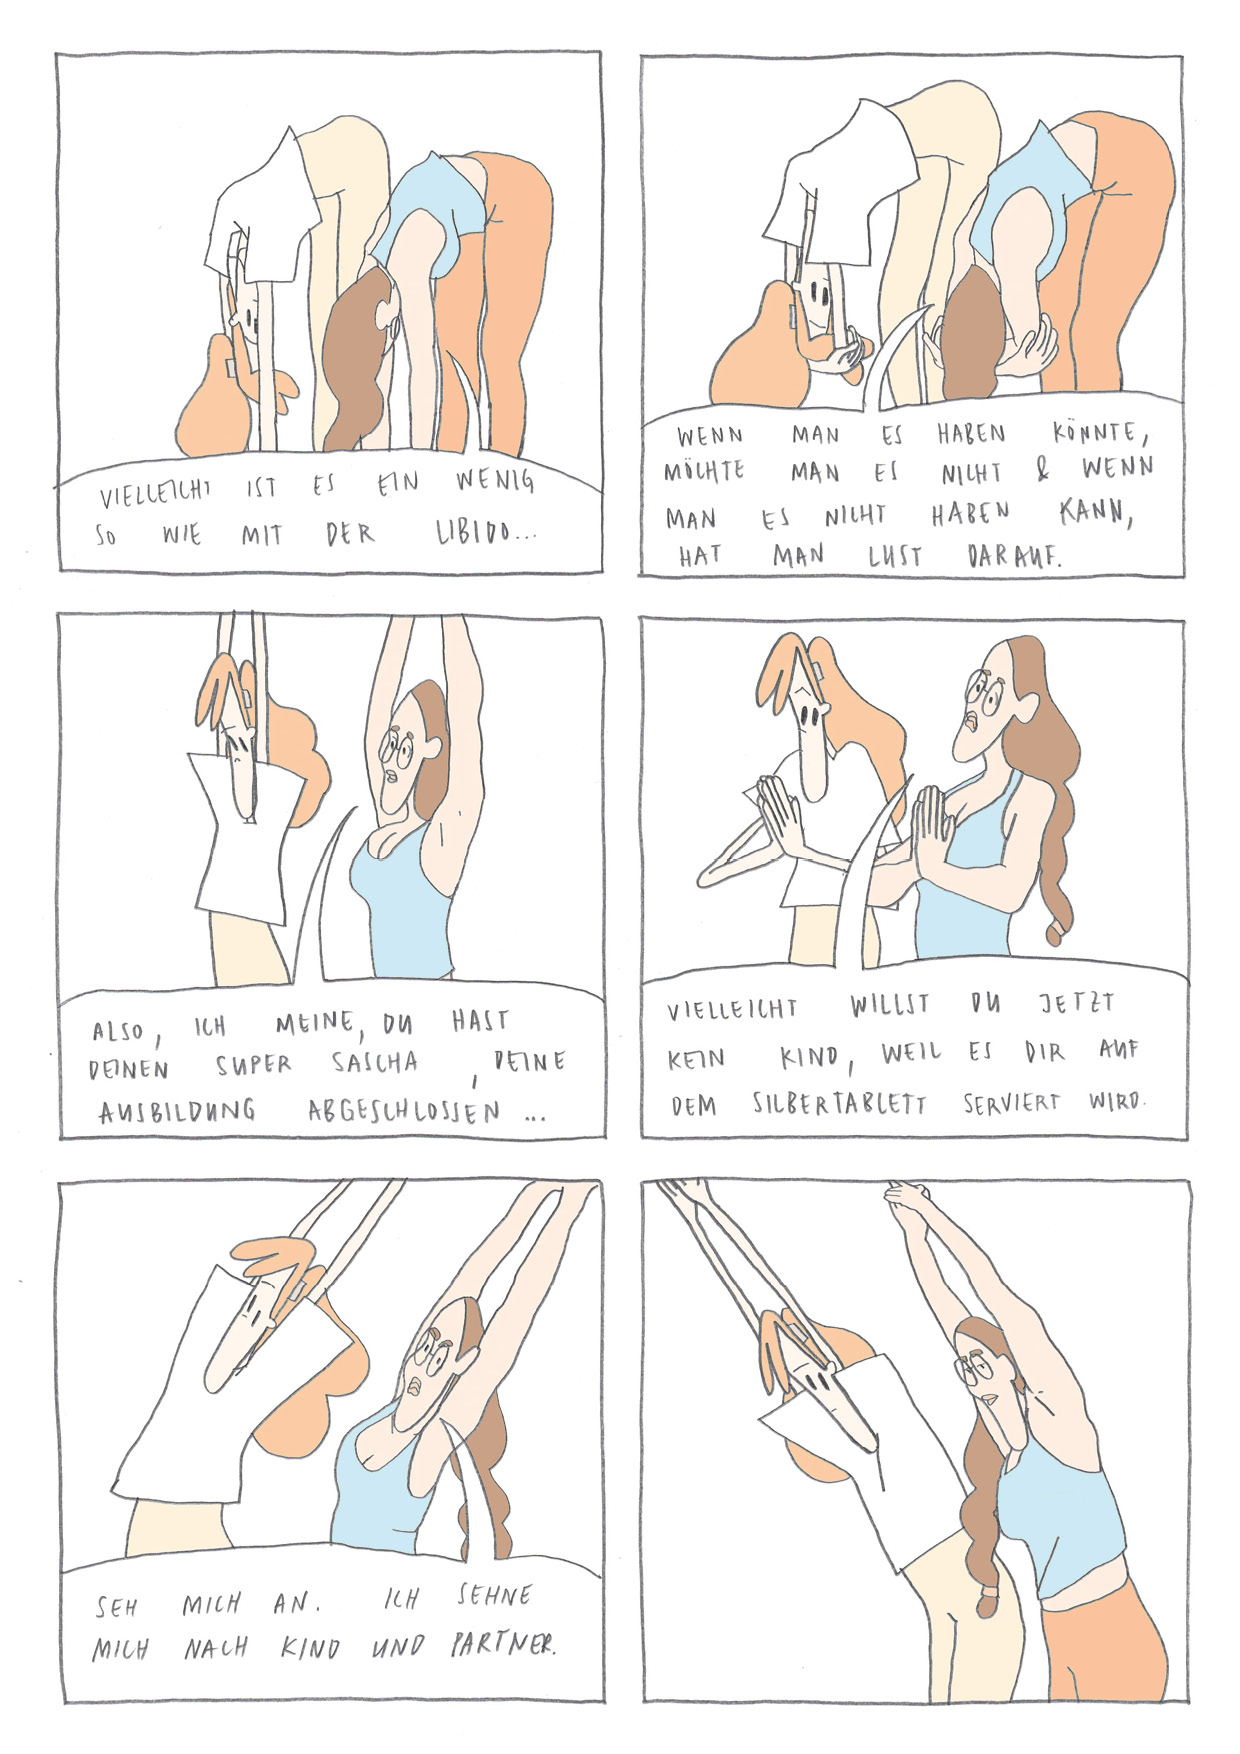 VIELLEICHT IST ES EIN WENIG
SO WIE MIT DER LIBIDO...
WENN MAN ES HABEN KÖNNTE,
MÖCHTE MAN ES NICHT & WENN
MAN ES NICHT HABEN KANN,
HAT MAN LUST DARAUF.
ALSO, ICH MEINE, DU HAST
DEINEN SUPER SASCHA, DEINE
AUSBILDUNG ABGESCHLOSSEN ...
VIELLEICHT WILLST DU JETZT
KEIN KIND, WEIL ES DIR AUF
DEM SILBERTABLETT SERVIERT WIRD.
SEH MICH AN. ICH SEHNE
MICH NACH KIND UND PARTNER.